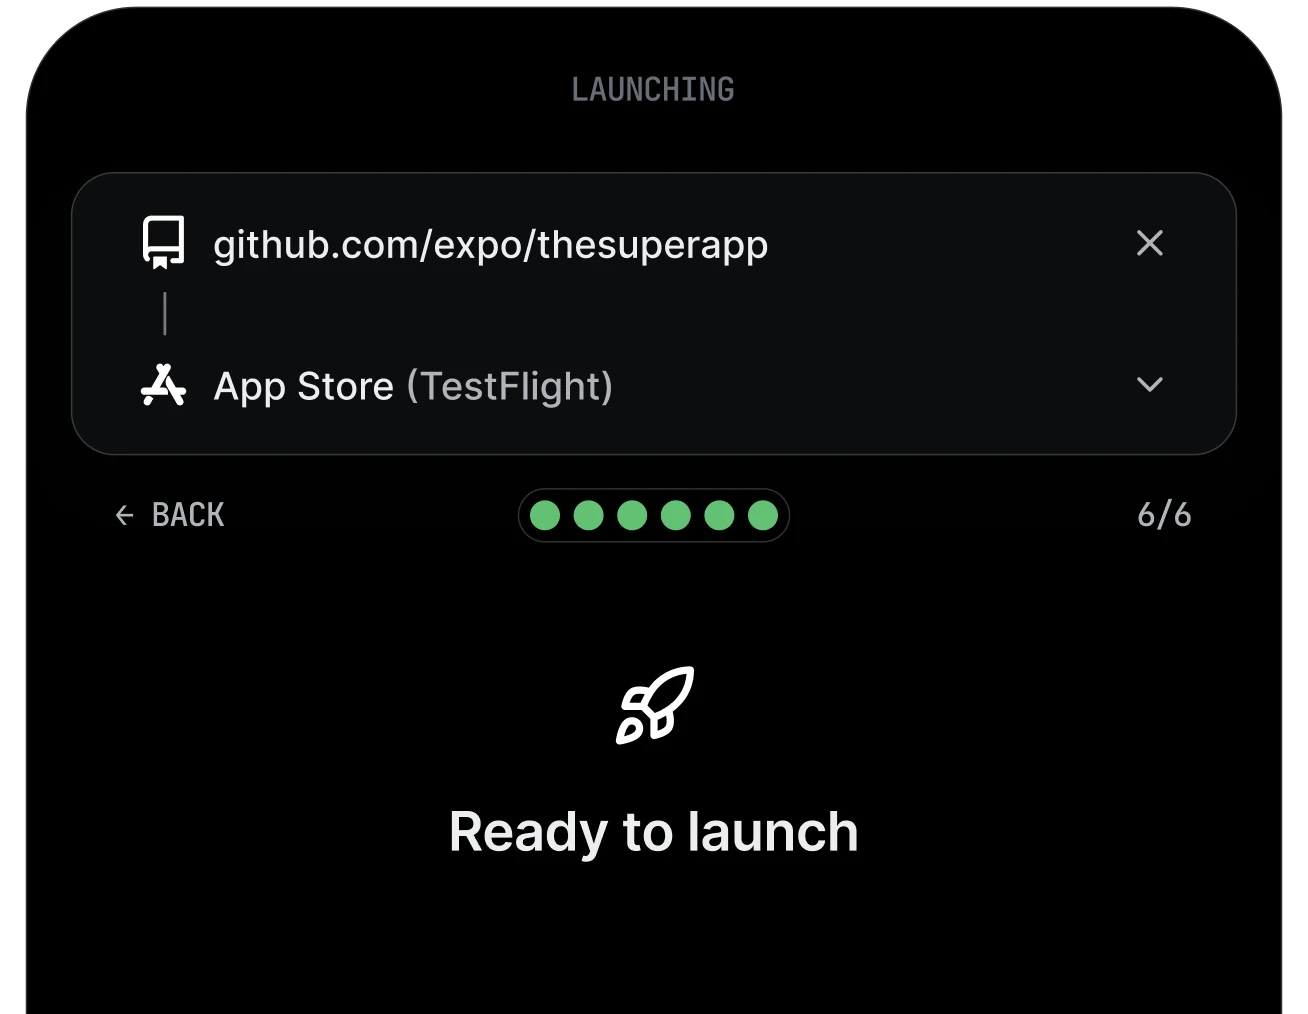 LAUNCHING
github.com/expo/thesuperapp
App Store (TestFlight)
← BACK
6/6
Ready to launch